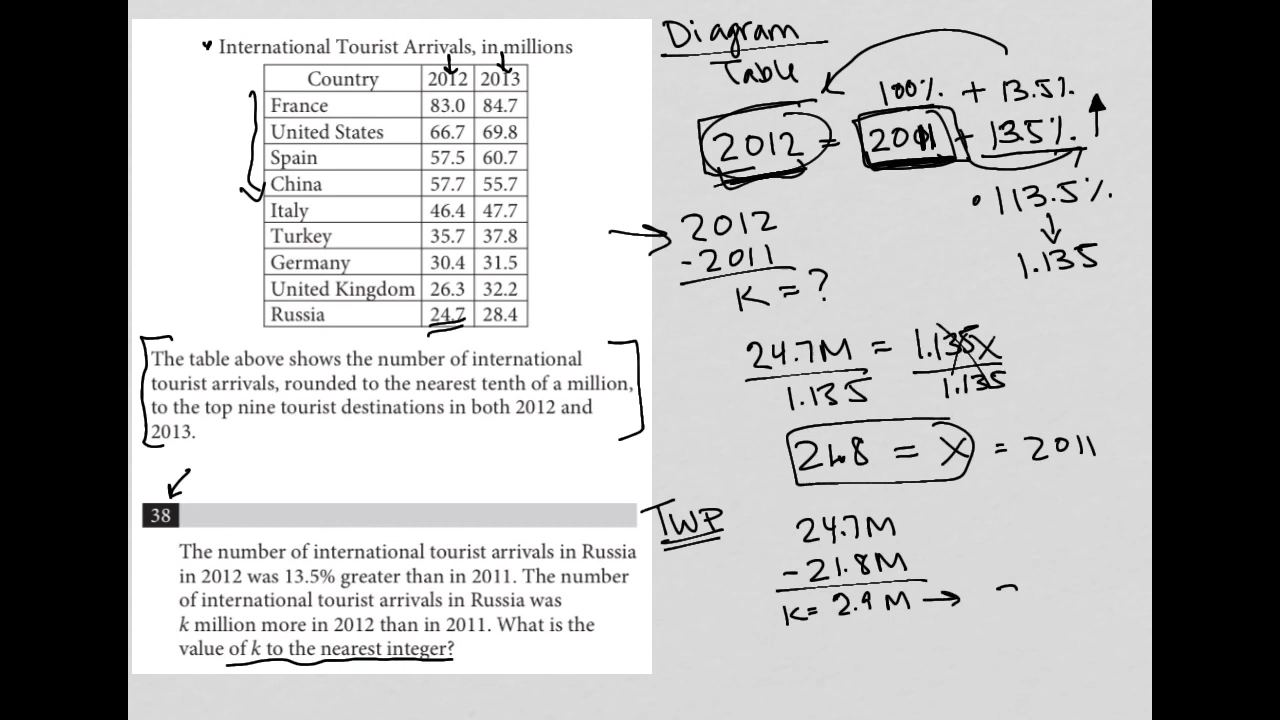 International Tourist Arrivals, in millions
Country 2012 2013
France 83.0 84.7
United States 66.7 69.8
Spain 57.5 60.7
China 57.7 55.7
Italy 46.4 47.7
Turkey 35.7 37.8
Germany 30.4 31.5
United Kingdom 26.3 32.2
Russia 24.7 28.4
The table above shows the number of international
tourist arrivals, rounded to the nearest tenth of a million,
to the top nine tourist destinations in both 2012 and
2013.
38
The number of international tourist arrivals in Russia
in 2012 was 13.5% greater than in 2011. The number
of international tourist arrivals in Russia was
k million more in 2012 than in 2011. What is the
value of k to the nearest integer?
Diagram
Table
100% + 13.5%
2012 = 2011 + 13.5%
113.5%
1.135
2012
-2011
K = ?
24.7M = 1.135x
1.135 1.135
21.8 = X = 2011
TWP
24.7M
-21.8M
K= 2.9M →